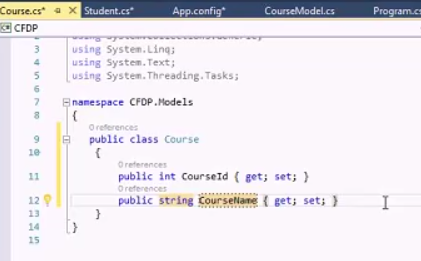 Course.cs* Student.cs* App.config* CourseModel.cs Program.cs
CFDP
3 using System.Linq;
4 using System.Text;
5 using System.Threading.Tasks;
6
7 namespace CFDP.Models
8 {
0 references
9 public class Course
10 {
0 references
11 public int CourseId { get; set; }
0 references
12 public string CourseName { get; set; }
13 }
14 }
15